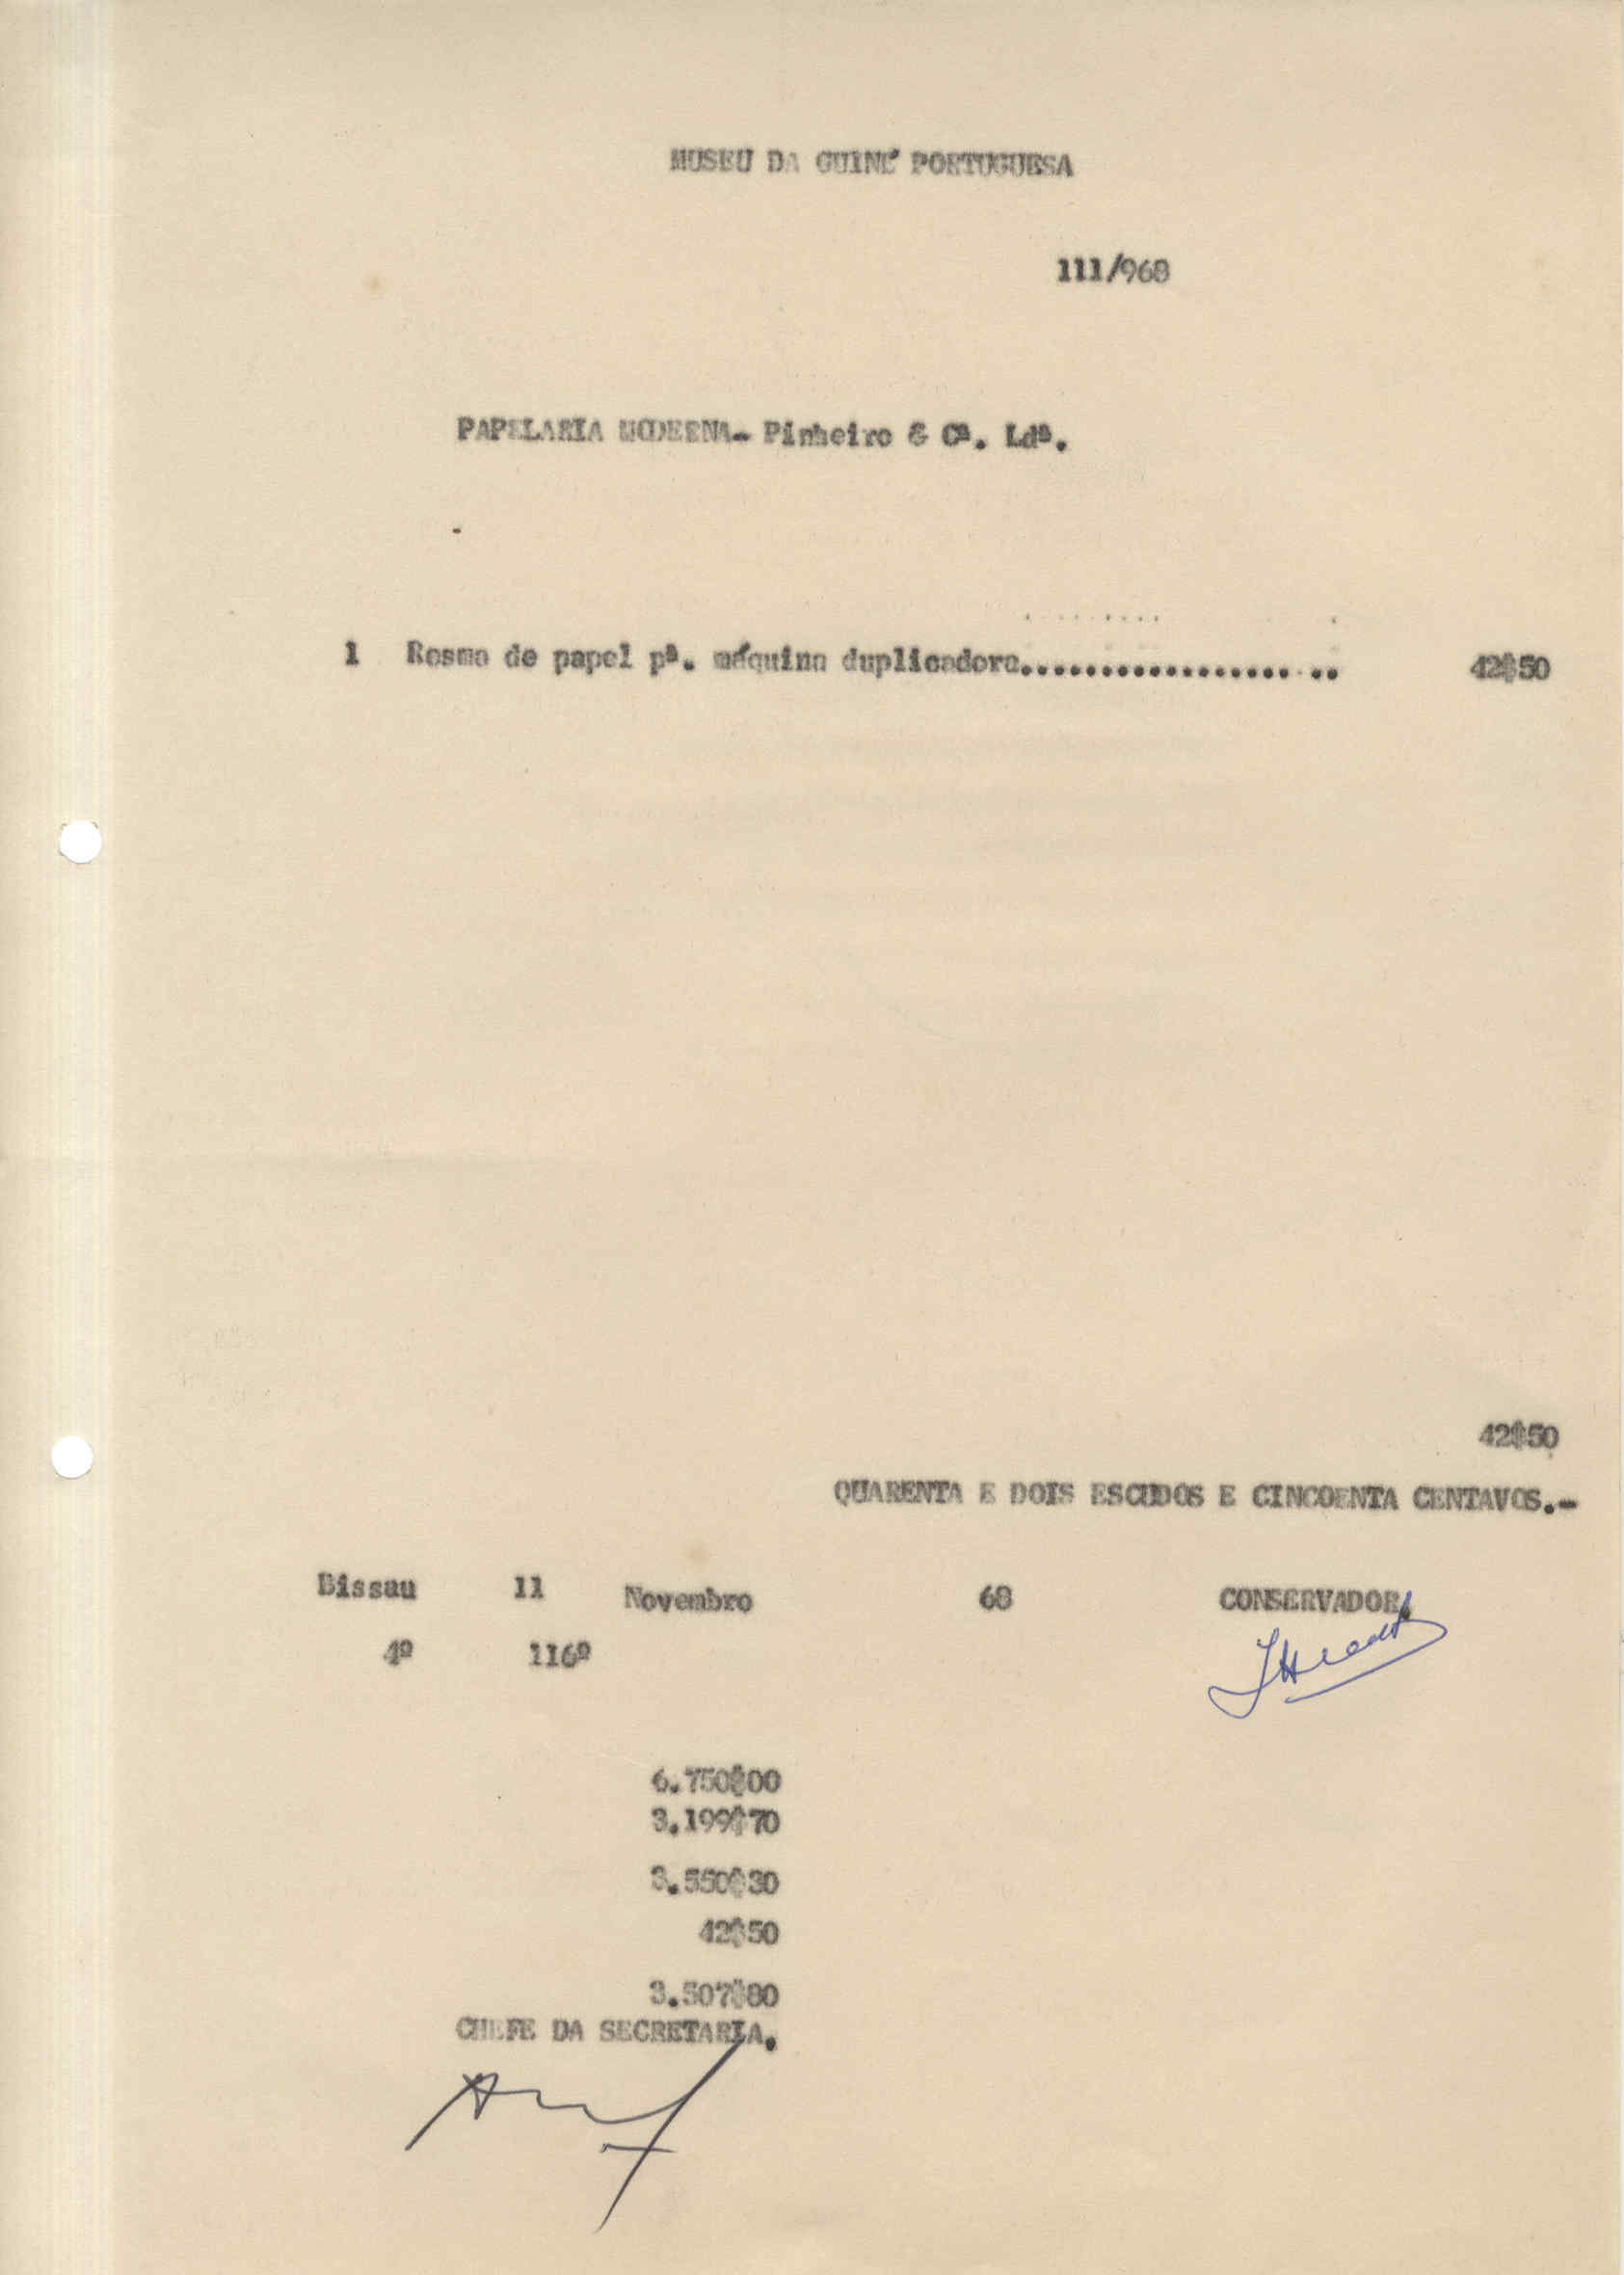 MUSEU DA GUINÉ PORTUGUESA
111/968
PAPELARIA MODERNA- Pinheiro & Cª. Ldª.
-
1 Resma de papel pª. máquina duplicadora.................... 42$50
42$50
QUARENTA E DOIS ESCUDOS E CINCOENTA CENTAVOS.-
Bissau 11 Novembro 68 CONSERVADOR,
4º 116º
6.750$00
3.199$70
3.550$30
42$50
3.507$80
CHEFE DA SECRETARIA,